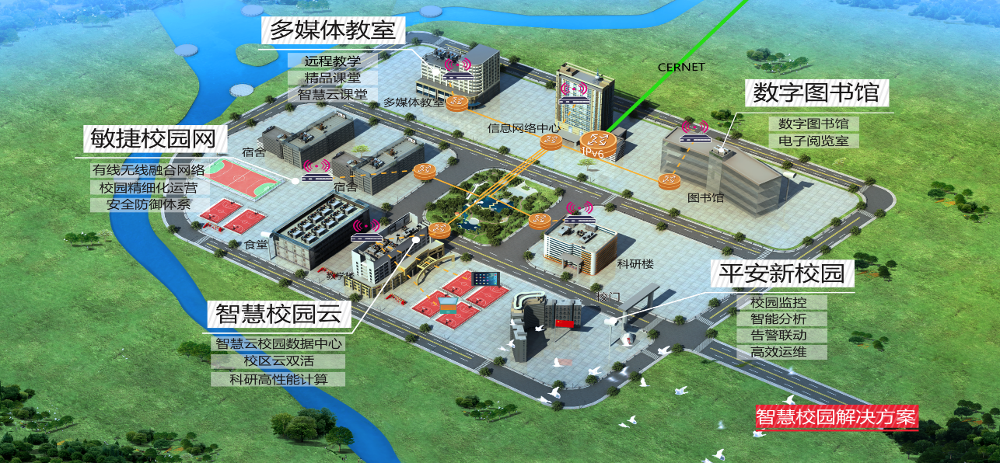 多媒体教室
远程教学
精品课堂
智慧云课堂
多媒体教室
CERNET
数字图书馆
数字图书馆
电子阅览室
信息网络中心
IPv6
敏捷校园网
有线无线融合网络
校园精细化运营
安全防御体系
宿舍
宿舍
图书馆
食堂
教学楼
科研楼
校门
平安新校园
校园监控
智能分析
告警联动
高效运维
智慧校园云
智慧云校园数据中心
校区云双活
科研高性能计算
智慧校园解决方案